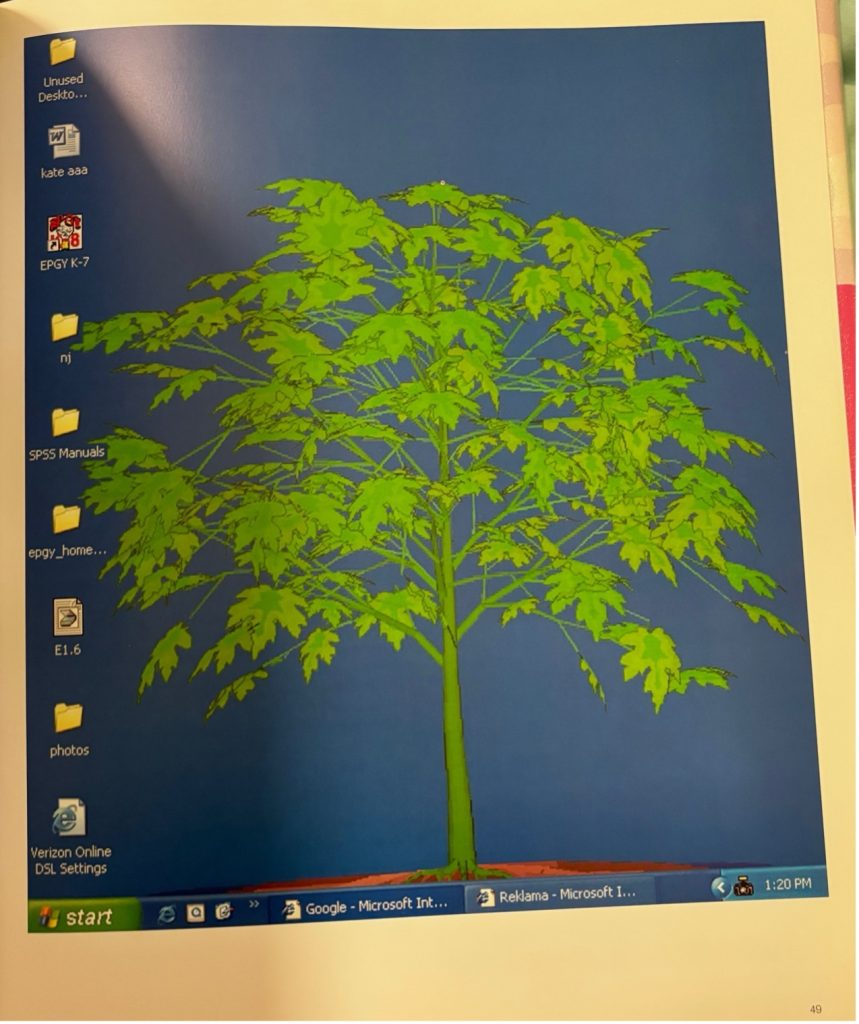 Unused
Deskto...
kate aaa
EPGY K-7
nj
SPSS Manuals
epgy_home...
E1.6
photos
Verizon Online
DSL Settings
start
»
Google - Microsoft Int...
Reklama - Microsoft I...
1:20 PM
49